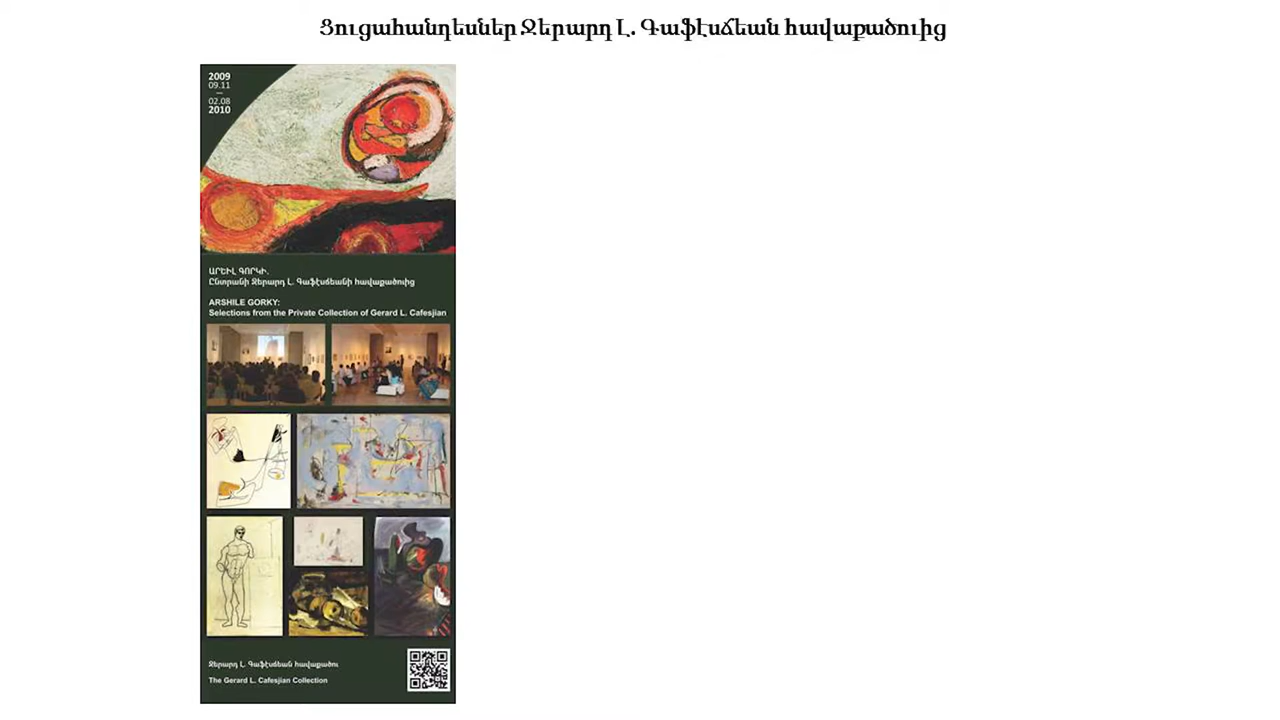 Ցուցահանդեսներ Ջերարդ Լ. Գաֆէսճեան հավաքածուից
2009
09.11
—
02.08
2010
ԱՐՇԻԼ ԳՈՐԿԻ.
Ընտրանի Ջերարդ Լ. Գաֆէսճեանի հավաքածուից
ARSHILE GORKY:
Selections from the Private Collection of Gerard L. Cafesjian
Ջերարդ Լ. Գաֆէսճեան հավաքածու
The Gerard L. Cafesjian Collection